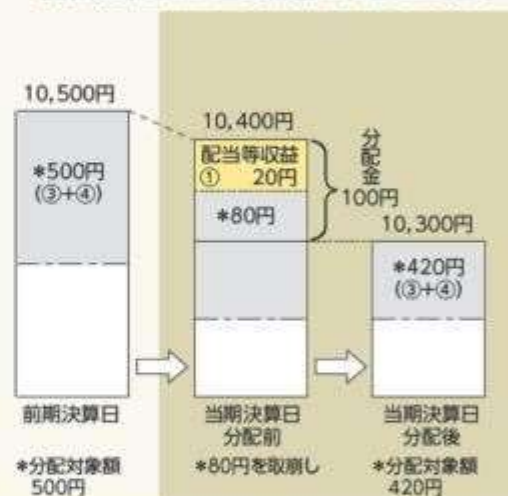 10,500円
*500円
(③+④)
前期決算日
*分配対象額
500円
10,400円
配当等収益
① 20円
*80円
分配金
100円
当期決算日
分配前
*80円を取崩し
10,300円
*420円
(③+④)
当期決算日
分配後
*分配対象額
420円